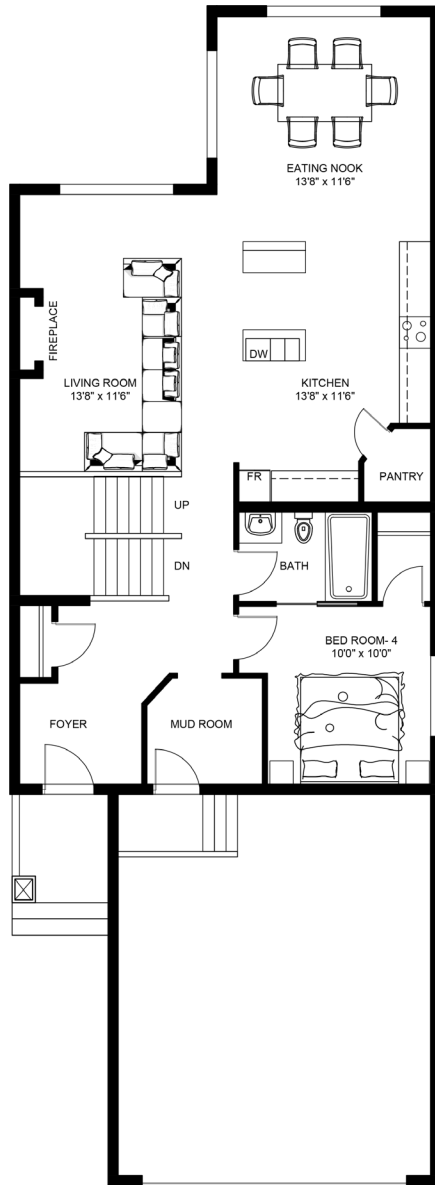 EATING NOOK
13'8" x 11'6"
FIREPLACE
DW
LIVING ROOM
13'8" x 11'6"
KITCHEN
13'8" x 11'6"
FR
PANTRY
UP
DN
BATH
BED ROOM- 4
10'0" x 10'0"
FOYER
MUD ROOM